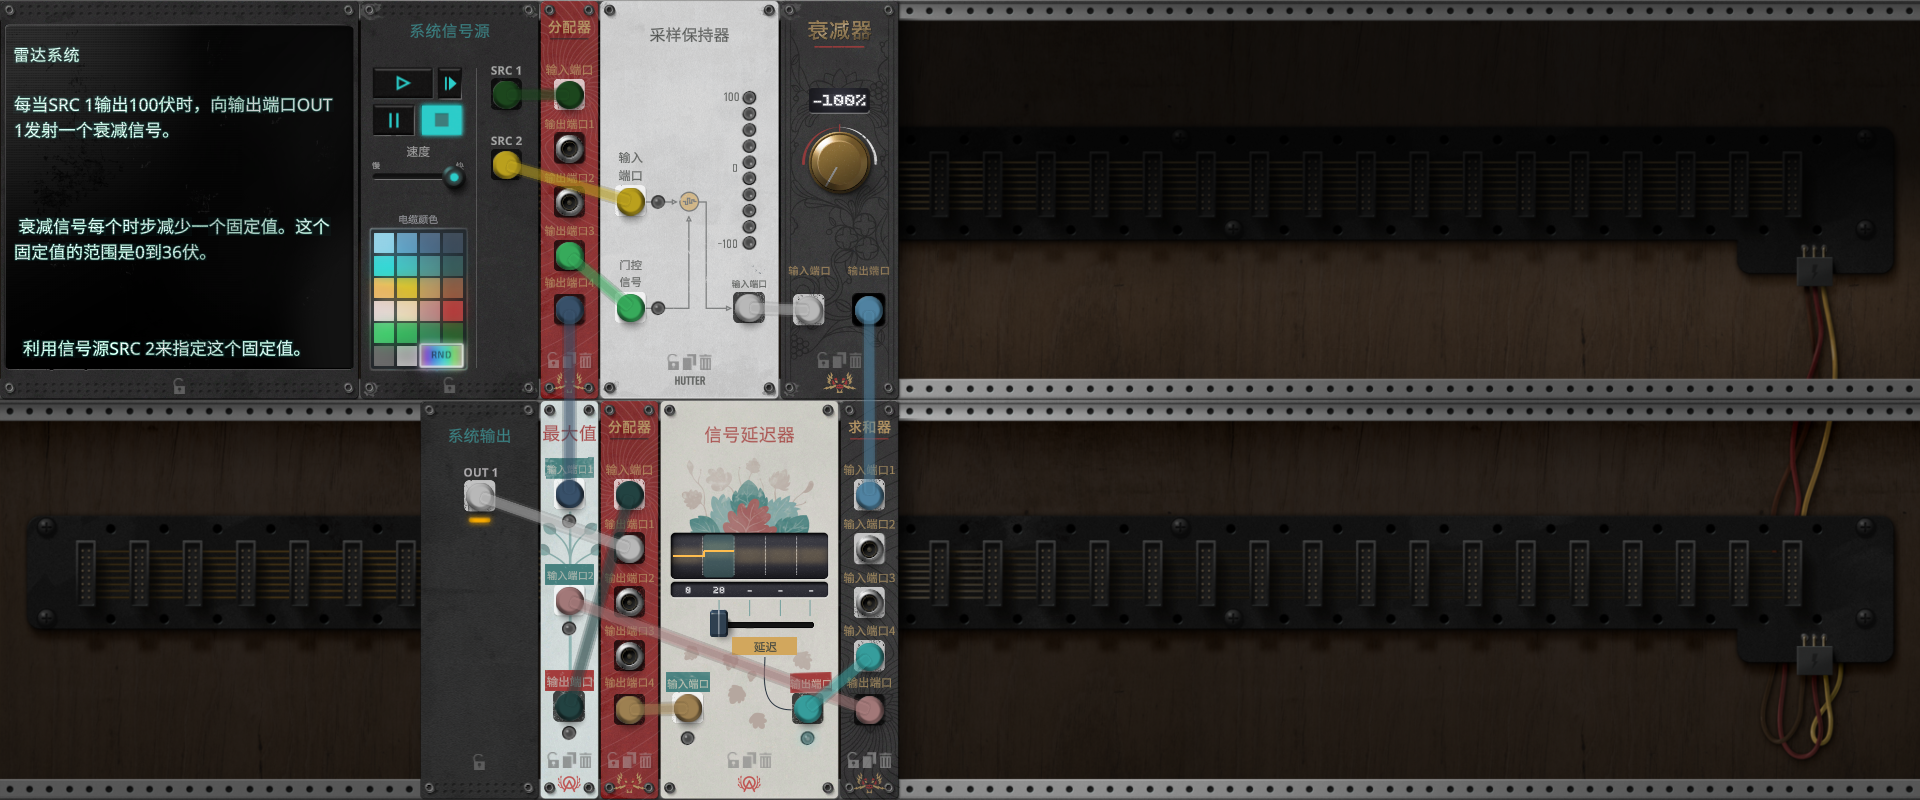 雷达系统
每当SRC 1输出100伏时，向输出端口OUT
1发射一个衰减信号。
衰减信号每个时步减少一个固定值。这个
固定值的范围是0到36伏。
利用信号源SRC 2来指定这个固定值。
系统信号源
SRC 1
SRC 2
速度
慢
快
电缆颜色
RND
分配器
输入端口
输出端口1
输出端口2
输出端口3
输出端口4
采样保持器
100
0
-100
输入
端口
门控
信号
输入端口
HUTTER
衰减器
-100%
输入端口
输出端口
系统输出
OUT 1
最大值
输入端口1
输入端口2
输出端口
分配器
输入端口
输出端口1
输出端口2
输出端口3
输出端口4
信号延迟器
0 20 - - -
延迟
输入端口
输出端口
求和器
输入端口1
输入端口2
输入端口3
输入端口4
输出端口